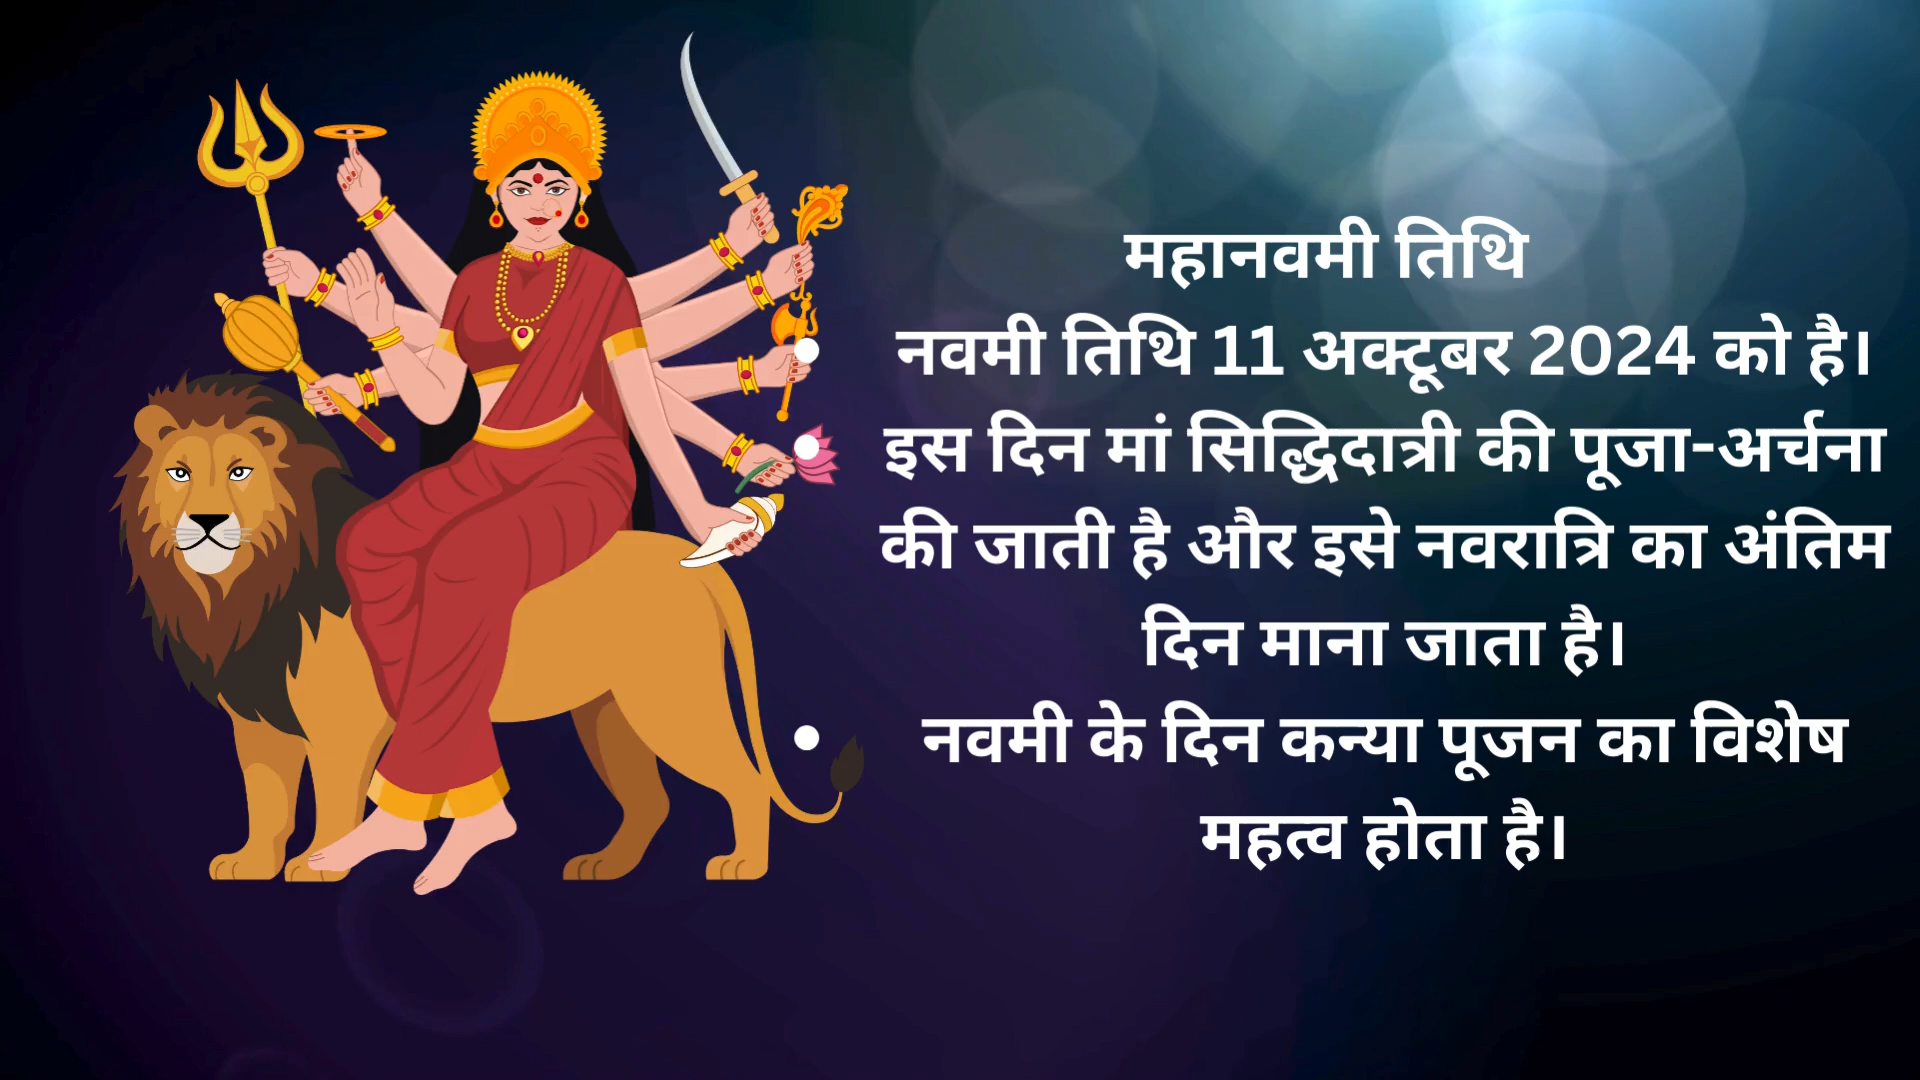 महानवमी तिथि
नवमी तिथि 11 अक्टूबर 2024 को है।
इस दिन मां सिद्धिदात्री की पूजा-अर्चना
की जाती है और इसे नवरात्रि का अंतिम
दिन माना जाता है।
नवमी के दिन कन्या पूजन का विशेष
महत्व होता है।